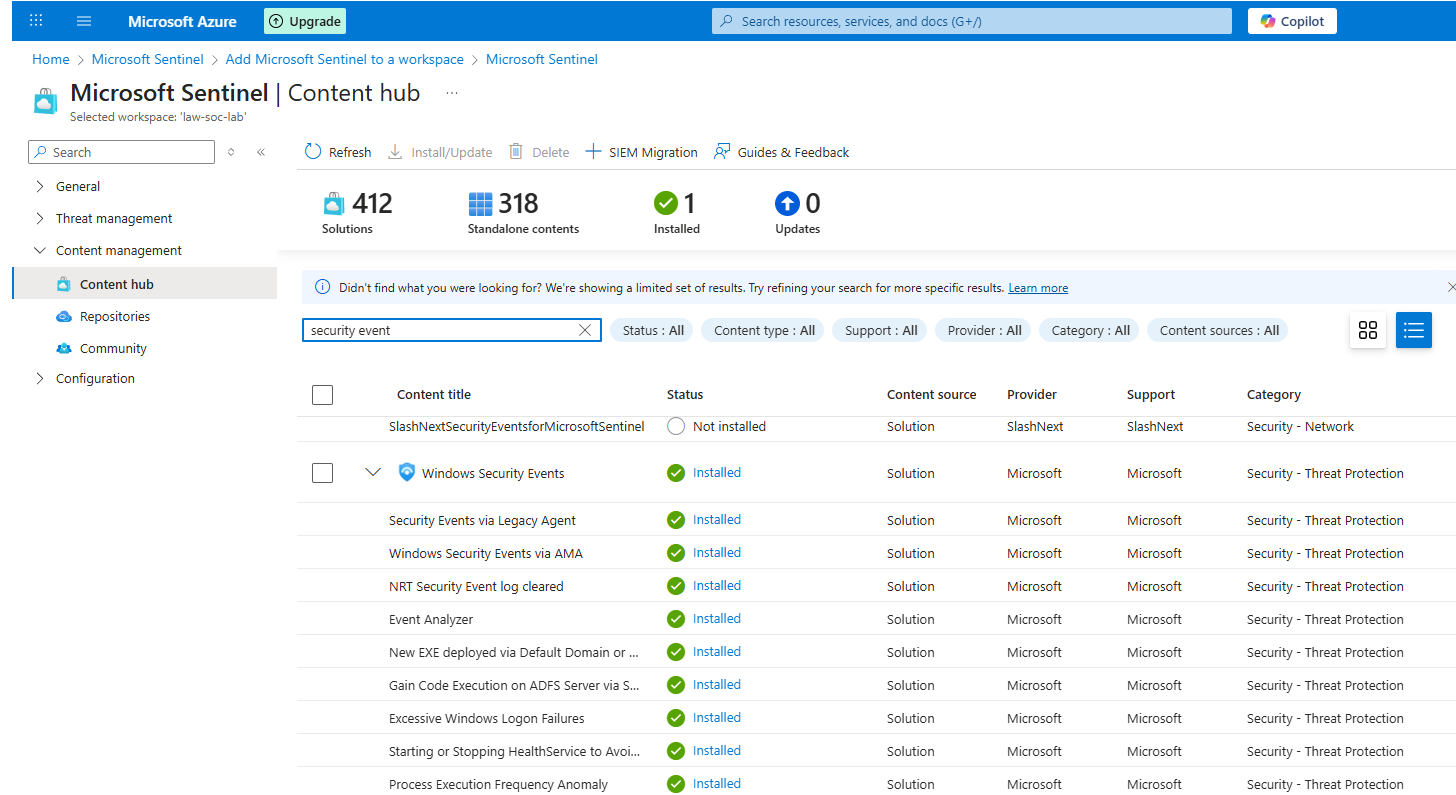 Microsoft Azure Upgrade Search resources, services, and docs (G+/) Copilot
Home > Microsoft Sentinel > Add Microsoft Sentinel to a workspace > Microsoft Sentinel
Microsoft Sentinel | Content hub ...
Selected workspace: 'law-soc-lab'
Search
Refresh Install/Update Delete SIEM Migration Guides & Feedback
General
Threat management
Content management
Content hub
Repositories
Community
Configuration
412 318 1 0
Solutions Standalone contents Installed Updates
Didn't find what you were looking for? We're showing a limited set of results. Try refining your search for more specific results. Learn more
security event Status : All Content type : All Support : All Provider : All Category : All Content sources : All
Content title Status Content source Provider Support Category
SlashNextSecurityEventsforMicrosoftSentinel Not installed Solution SlashNext SlashNext Security - Network
Windows Security Events Installed Solution Microsoft Microsoft Security - Threat Protection
Security Events via Legacy Agent Installed Solution Microsoft Microsoft Security - Threat Protection
Windows Security Events via AMA Installed Solution Microsoft Microsoft Security - Threat Protection
NRT Security Event log cleared Installed Solution Microsoft Microsoft Security - Threat Protection
Event Analyzer Installed Solution Microsoft Microsoft Security - Threat Protection
New EXE deployed via Default Domain or ... Installed Solution Microsoft Microsoft Security - Threat Protection
Gain Code Execution on ADFS Server via S... Installed Solution Microsoft Microsoft Security - Threat Protection
Excessive Windows Logon Failures Installed Solution Microsoft Microsoft Security - Threat Protection
Starting or Stopping HealthService to Avoi... Installed Solution Microsoft Microsoft Security - Threat Protection
Process Execution Frequency Anomaly Installed Solution Microsoft Microsoft Security - Threat Protection